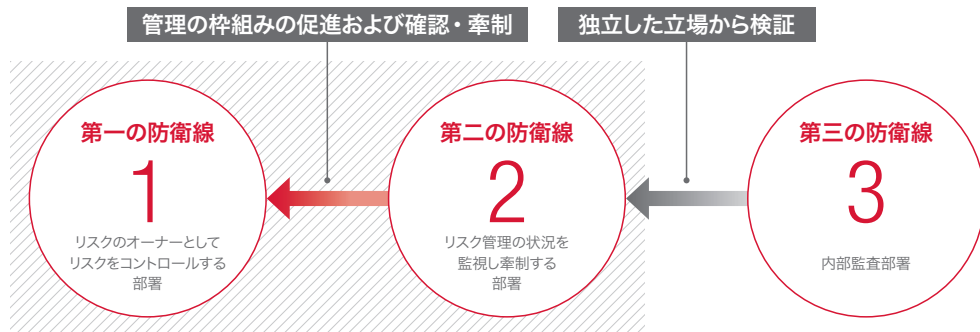 管理の枠組みの促進および確認・牽制
独立した立場から検証
第一の防衛線
1
リスクのオーナーとして
リスクをコントロールする
部署
第二の防衛線
2
リスク管理の状況を
監視し牽制する
部署
第三の防衛線
3
内部監査部署